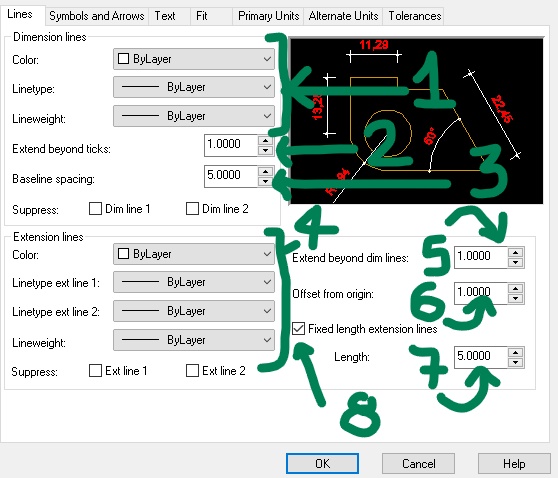 Lines Symbols and Arrows Text Fit Primary Units Alternate Units Tolerances
Dimension lines
Color: ByLayer
Linetype: ByLayer
Lineweight: ByLayer
Extend beyond ticks: 1.0000
Baseline spacing: 5.0000
Suppress: Dim line 1 Dim line 2
11,29
22,45
60°
1
2
3
4
Extension lines
Color: ByLayer
Linetype ext line 1: ByLayer
Linetype ext line 2: ByLayer
Lineweight: ByLayer
Suppress: Ext line 1 Ext line 2
Extend beyond dim lines: 5 1.0000
Offset from origin: 6 1.0000
Fixed length extension lines
Length: 7 5.0000
8
OK Cancel Help